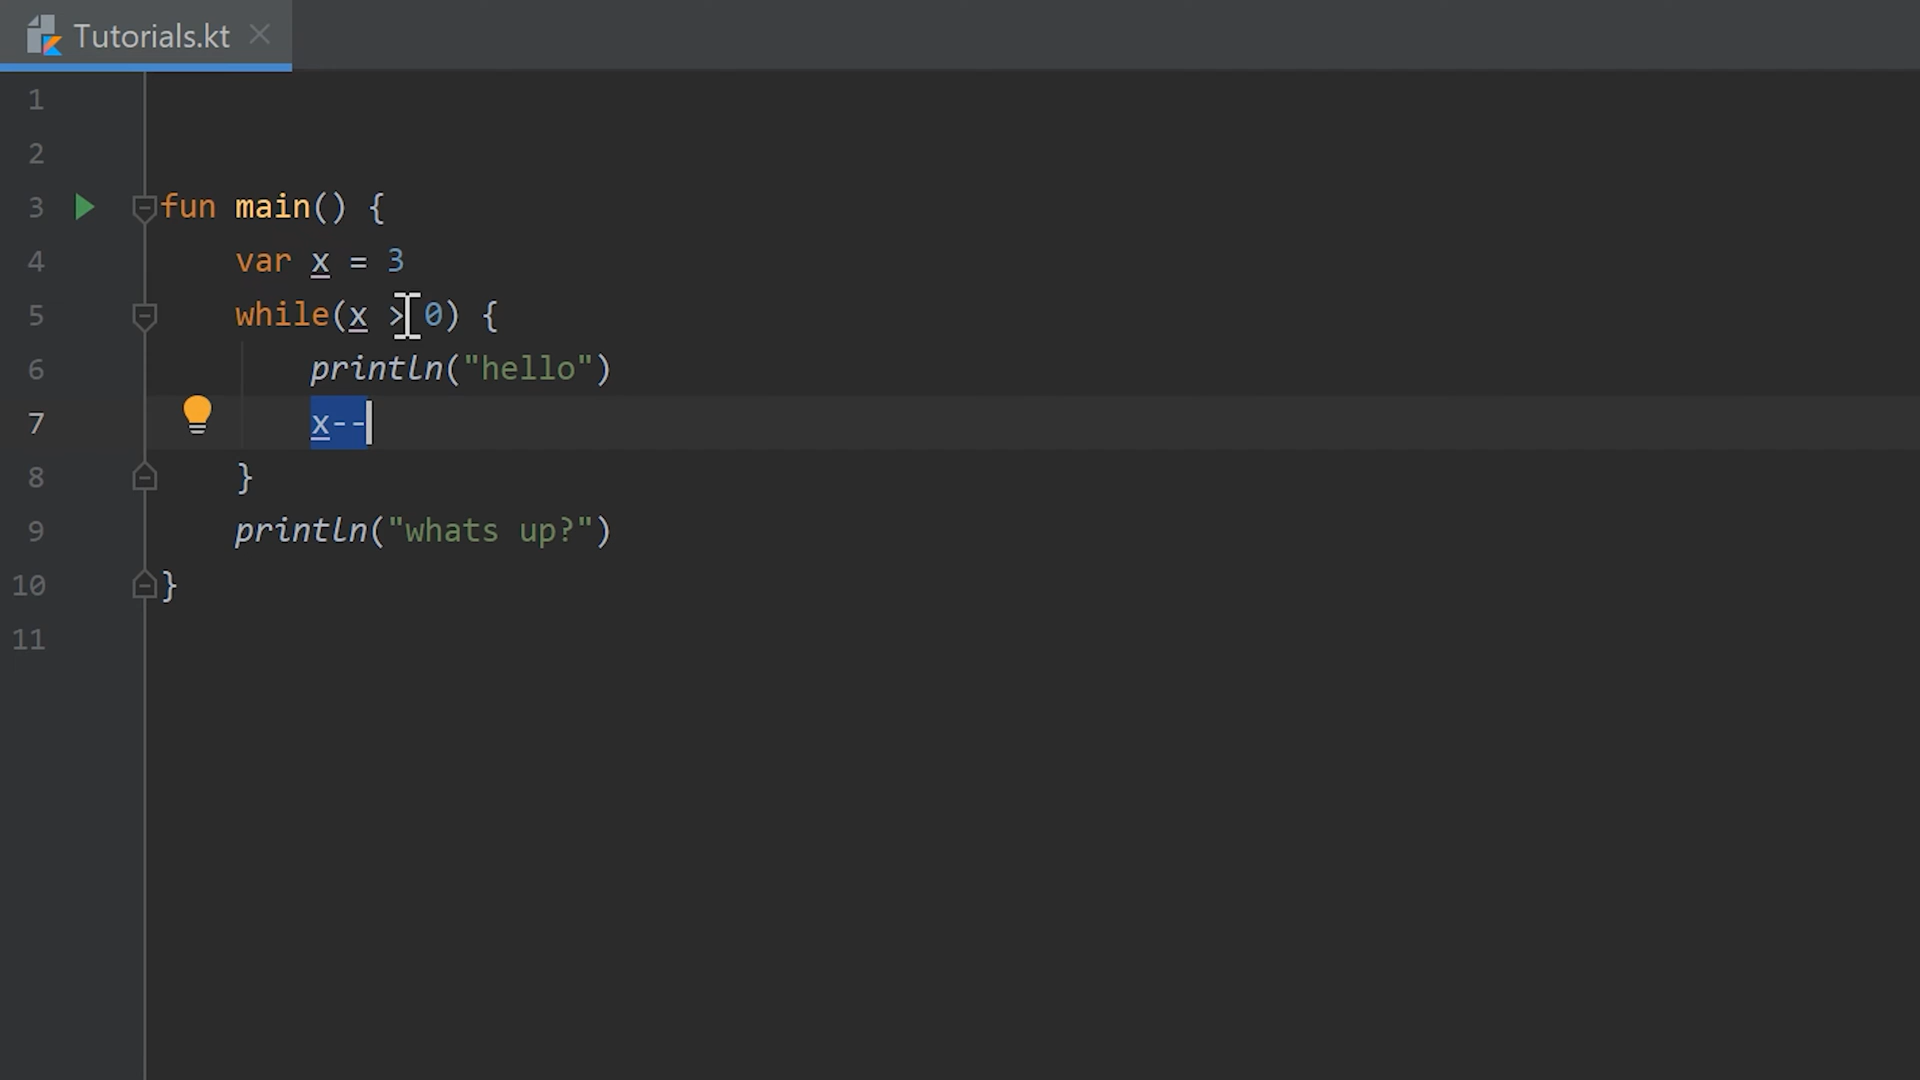 Tutorials.kt
1
2
3 fun main() {
4 var x = 3
5 while(x > 0) {
6 println("hello")
7 x--
8 }
9 println("whats up?")
10 }
11